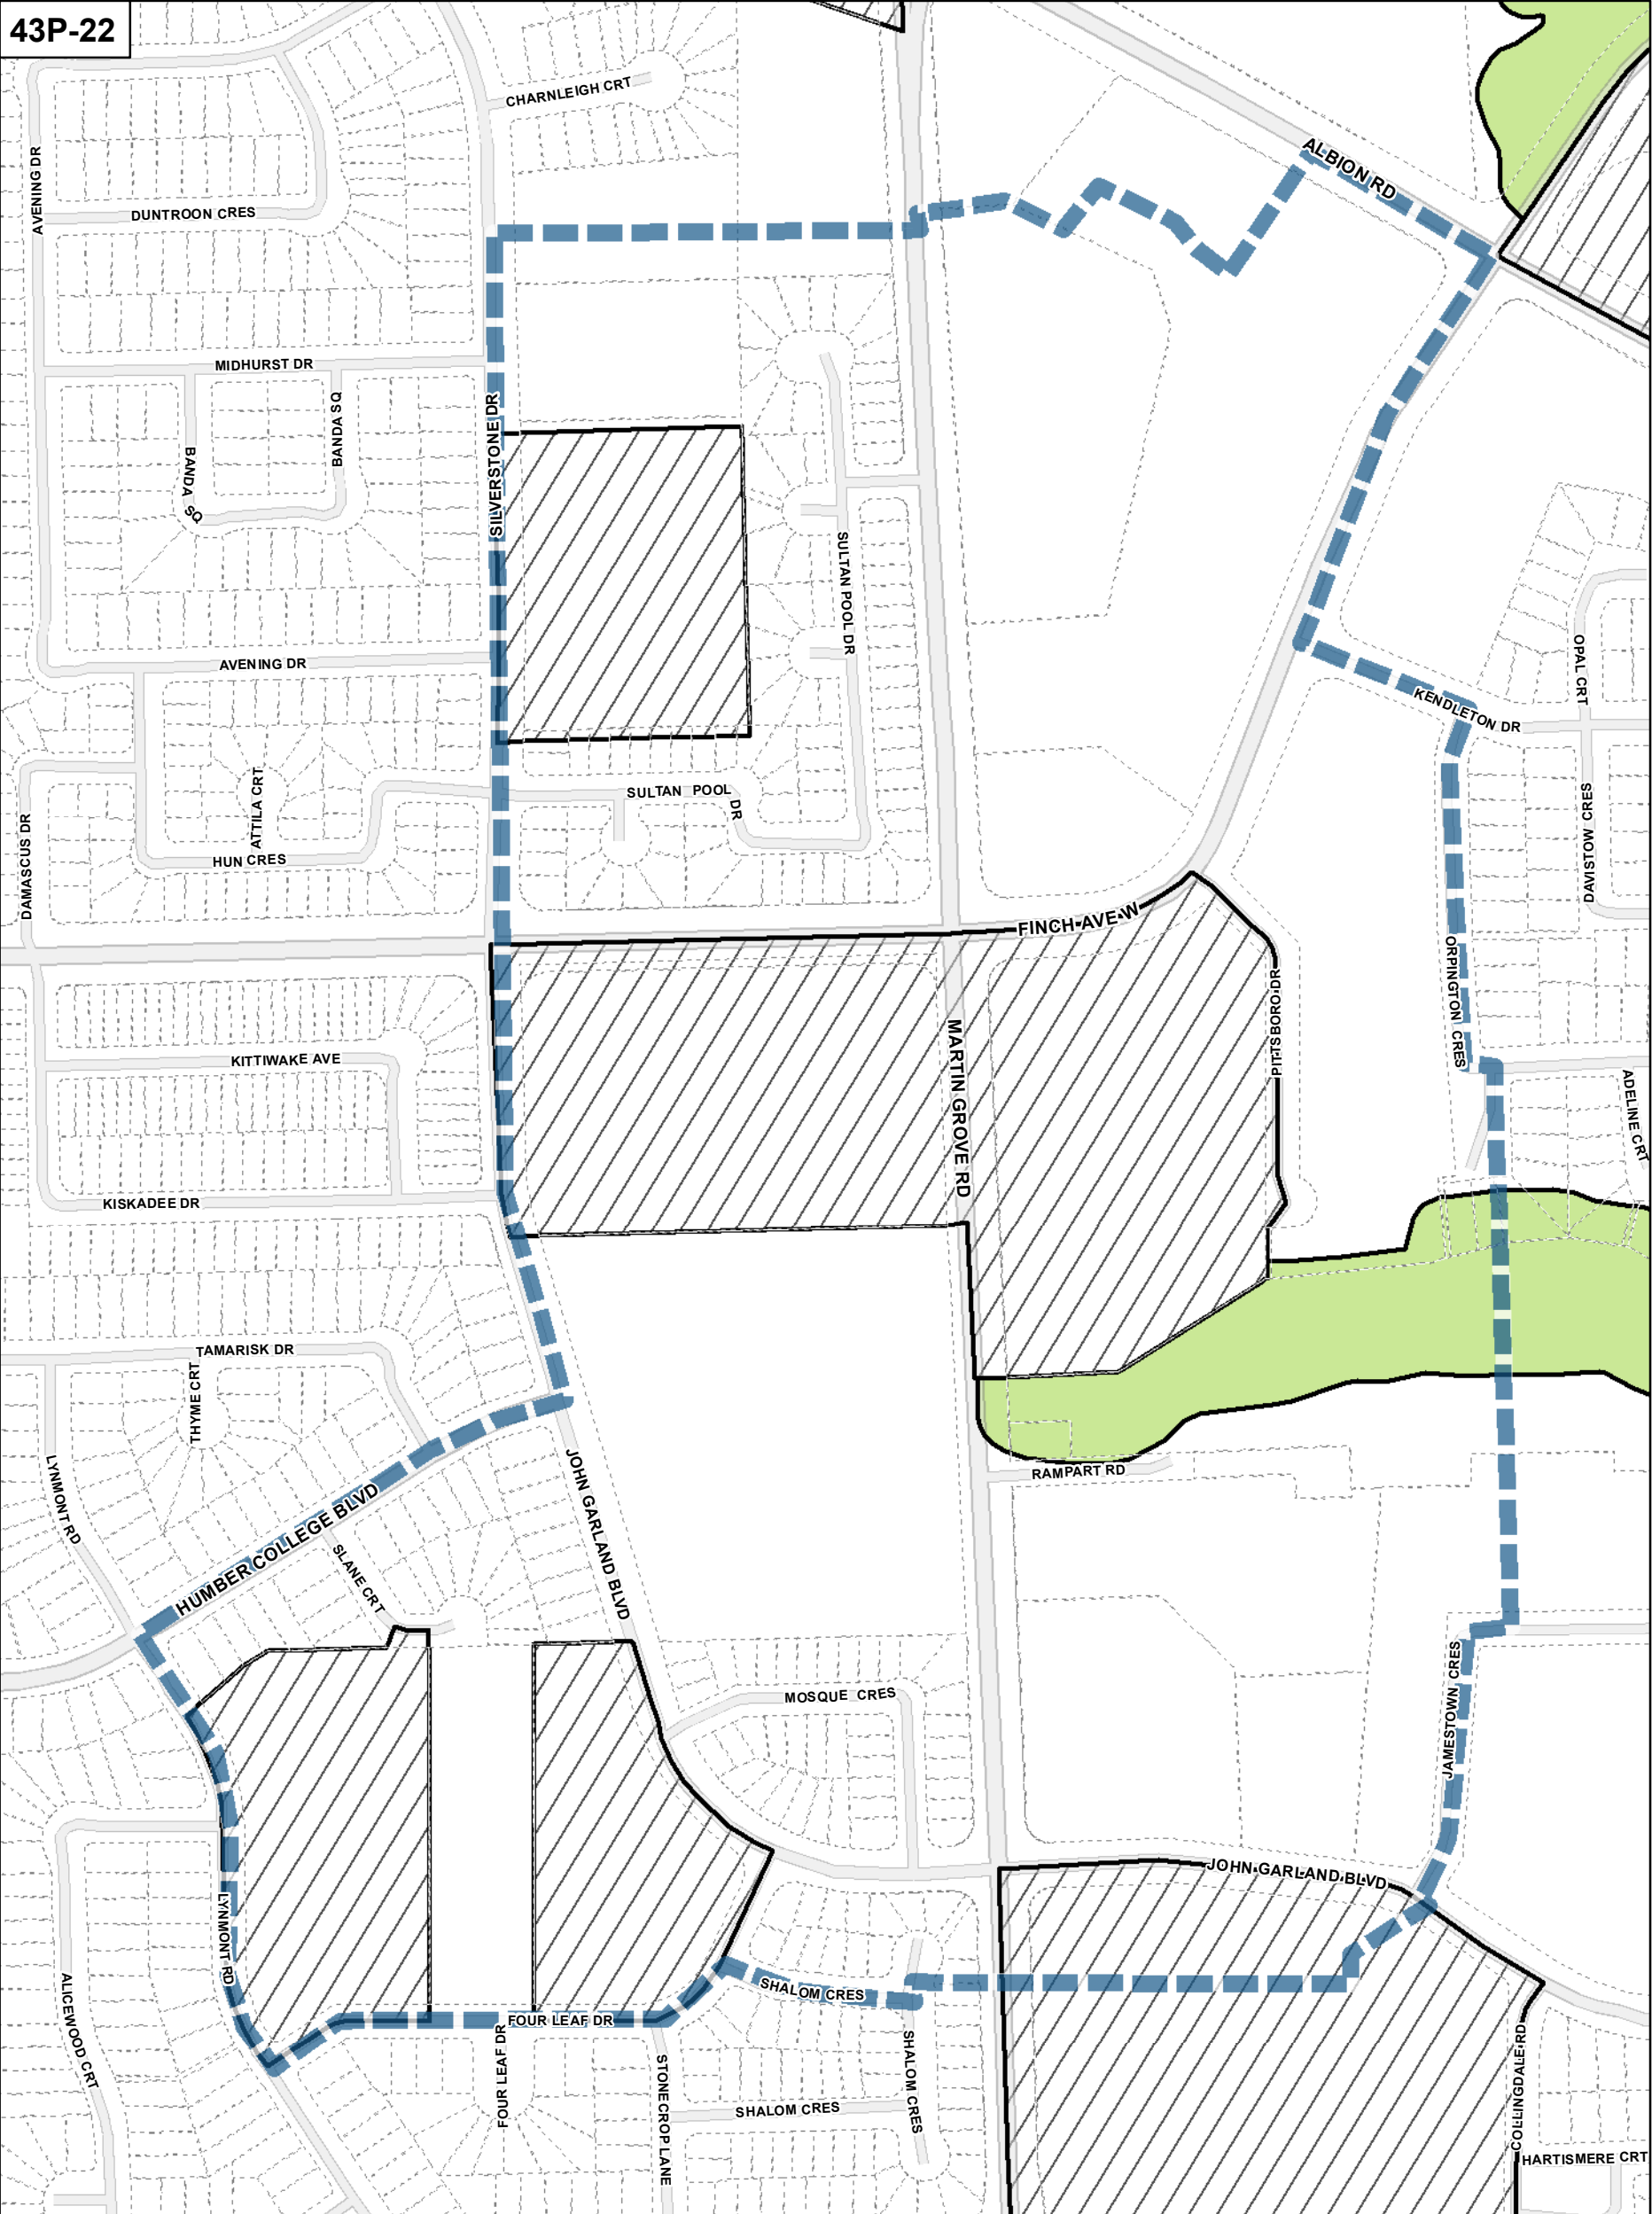 43P-22
CHARNLEIGH CRT
ALBION RD
AVENING DR
DUNTROON CRES
MIDHURST DR
BANDA SQ
BANDA SQ
SILVERSTONE DR
SULTAN POOL DR
AVENING DR
OPAL CRT
KENDLETON DR
ATTILA CRT
SULTAN POOL DR
DAVISTOW CRES
DAMASCUS DR
HUN CRES
FINCH AVE W
ORPINGTON CRES
PITTSBORO DR
KITTIWAKE AVE
MARTIN GROVE RD
ADELINE CRT
KISKADEE DR
TAMARISK DR
THYME CRT
LYNMONT RD
RAMPART RD
JOHN GARLAND BLVD
HUMBER COLLEGE BLVD
SLANE CRT
MOSQUE CRES
JAMESTOWN CRES
JOHN GARLAND BLVD
LYNMONT RD
SHALOM CRES
ALICEWOOD CRT
FOUR LEAF DR
FOUR LEAF DR
STONECROP LANE
SHALOM CRES
SHALOM CRES
COLLINGDALE RD
HARTISMERE CRT